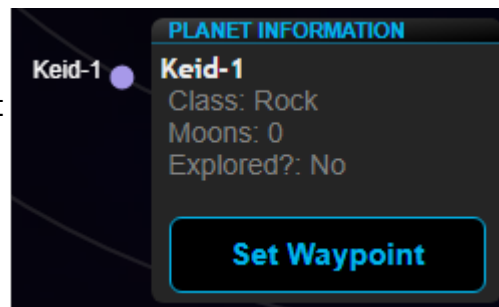 PLANET INFORMATION
Keid-1
Keid-1
Class: Rock
Moons: 0
Explored?: No
Set Waypoint